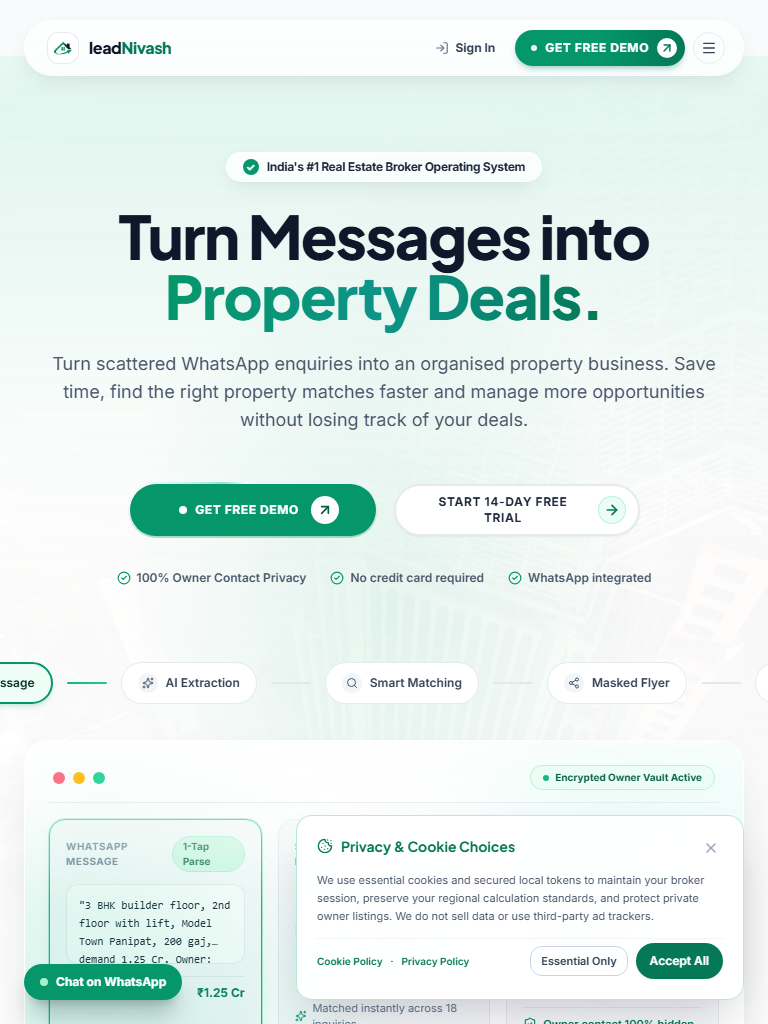 leadNivash
Sign In
GET FREE DEMO
India's #1 Real Estate Broker Operating System
Turn Messages into
Property Deals.
Turn scattered WhatsApp enquiries into an organised property business. Save
time, find the right property matches faster and manage more opportunities
without losing track of your deals.
GET FREE DEMO
START 14-DAY FREE
TRIAL
100% Owner Contact Privacy
No credit card required
WhatsApp integrated
ssage
AI Extraction
Smart Matching
Masked Flyer
Encrypted Owner Vault Active
WHATSAPP
MESSAGE
1-Tap
Parse
"3 BHK builder floor, 2nd
floor with lift, Model
Town Panipat, 200 gaj,…
demand 1.25 Cr. Owner:
₹1.25 Cr
Privacy & Cookie Choices
We use essential cookies and secured local tokens to maintain your broker
session, preserve your regional calculation standards, and protect private
owner listings. We do not sell data or use third-party ad trackers.
Cookie Policy · Privacy Policy
Essential Only
Accept All
Chat on WhatsApp
Matched instantly across 18
inquiries
Owner contact 100% hidden